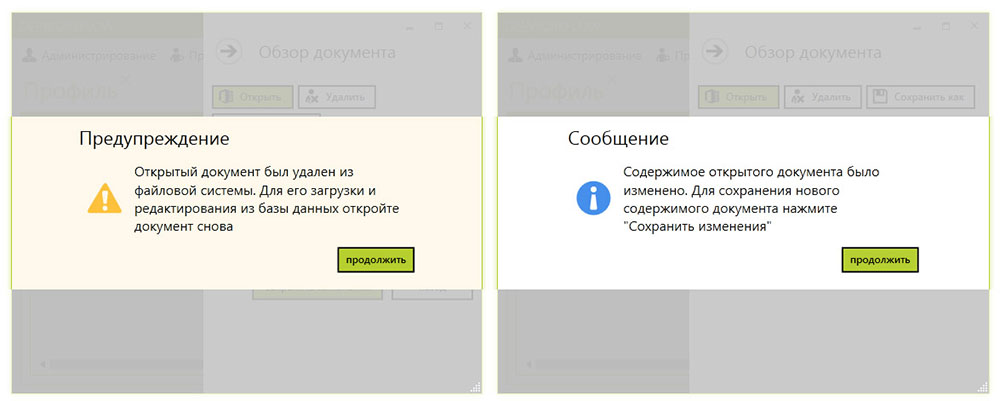 Администрирование
Обзор документа
Профиль
Открыть
Удалить
Предупреждение
Открытый документ был удален из
файловой системы. Для его загрузки и
редактирования из базы данных откройте
документ снова
продолжить
Администрирование
Обзор документа
Профиль
Открыть
Удалить
Сохранить как
Сообщение
Содержимое открытого документа было
изменено. Для сохранения нового
содержимого документа нажмите
"Сохранить изменения"
продолжить